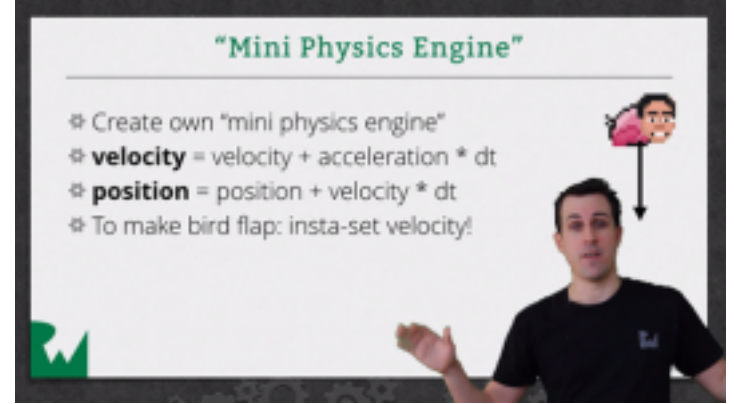 “Mini Physics Engine”
Create own “mini physics engine”
velocity = velocity + acceleration * dt
position = position + velocity * dt
To make bird flap: insta-set velocity!